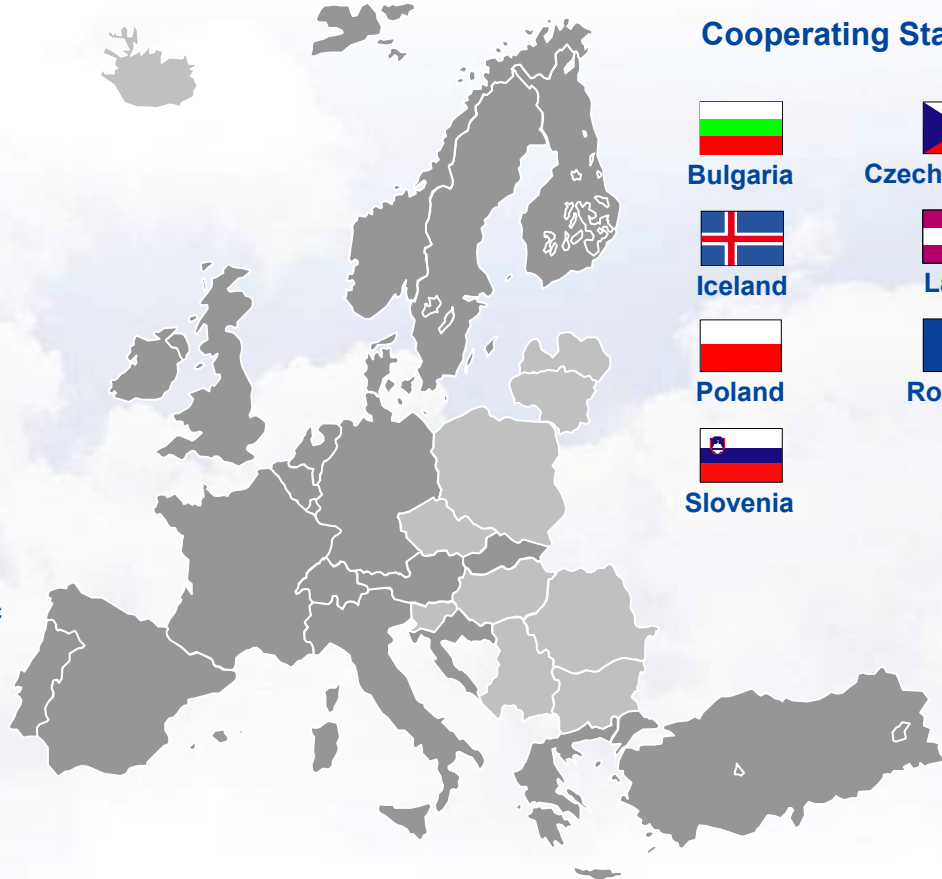 Cooperating Sta
Bulgaria
Czech
Iceland
La
Poland
Ro
Slovenia